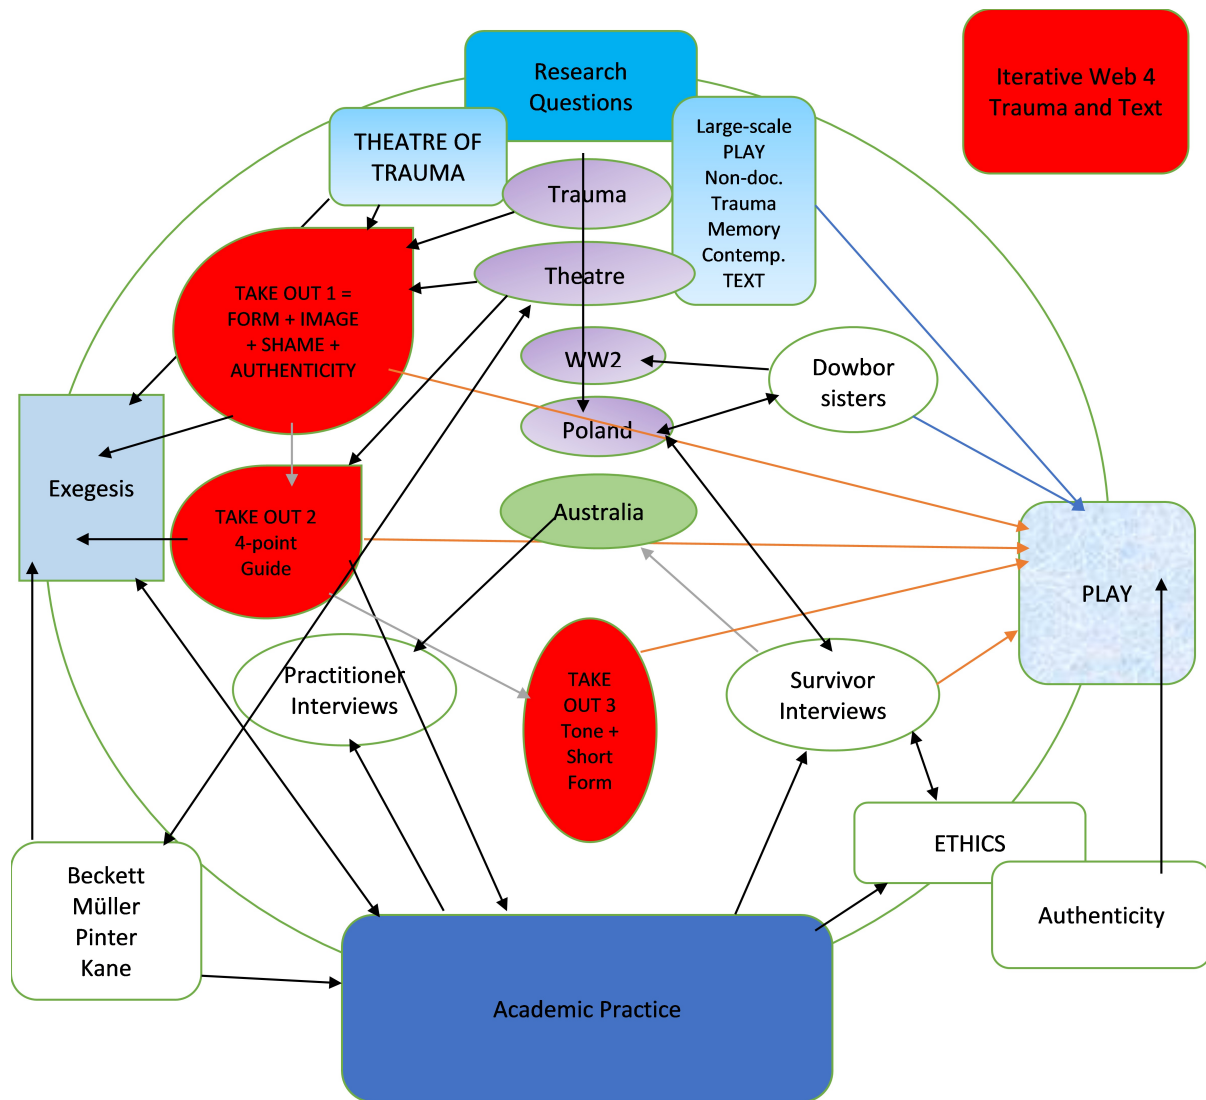 Research
Questions
Iterative Web 4
Trauma and Text
THEATRE OF
TRAUMA
Large-scale
PLAY
Non-doc.
Trauma
Memory
Contemp.
TEXT
Trauma
Theatre
WW2
Poland
Australia
Dowbor
sisters
TAKE OUT 1 =
FORM + IMAGE
+ SHAME +
AUTHENTICITY
Exegesis
TAKE OUT 2
4-point
Guide
PLAY
Practitioner
Interviews
TAKE
OUT 3
Tone +
Short
Form
Survivor
Interviews
ETHICS
Authenticity
Beckett
Müller
Pinter
Kane
Academic Practice